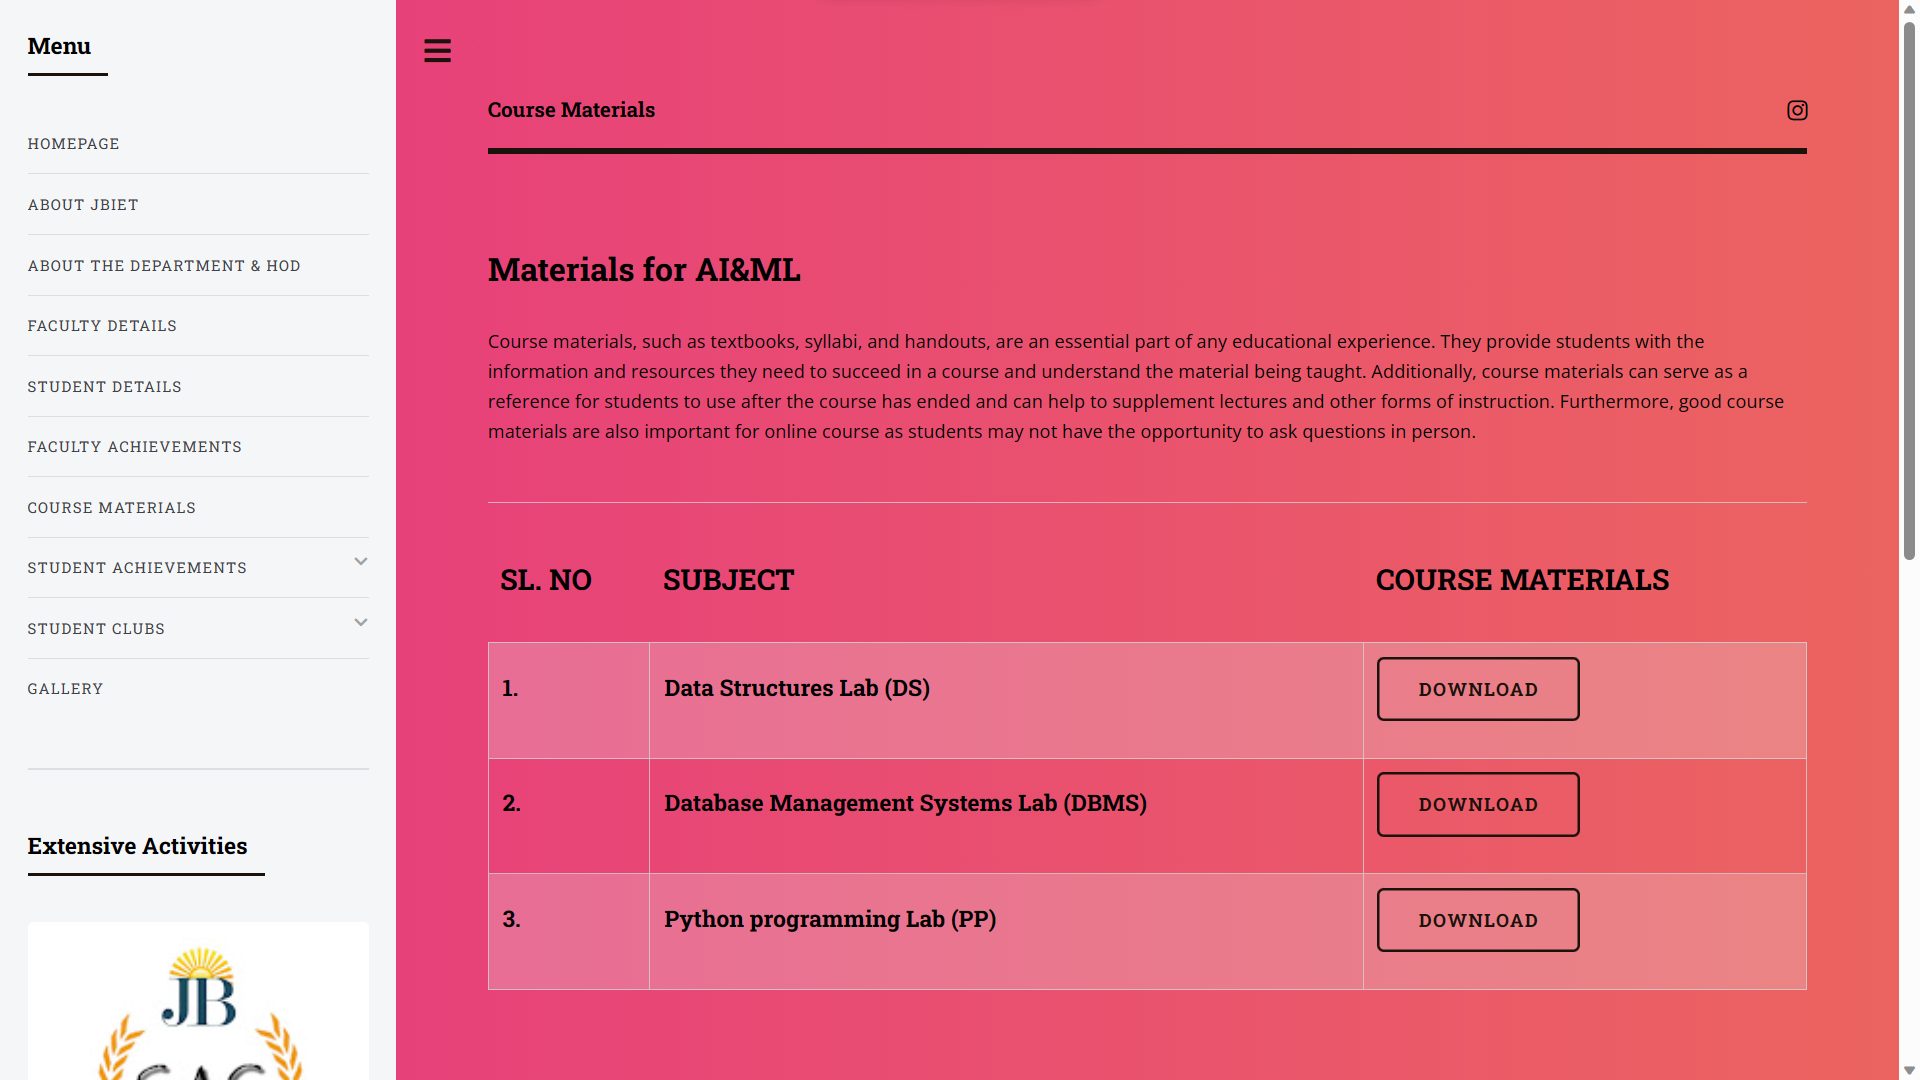 Menu
HOMEPAGE
ABOUT JBIET
ABOUT THE DEPARTMENT & HOD
FACULTY DETAILS
STUDENT DETAILS
FACULTY ACHIEVEMENTS
COURSE MATERIALS
STUDENT ACHIEVEMENTS
STUDENT CLUBS
GALLERY
Extensive Activities
JB
Course Materials
Materials for AI&ML
Course materials, such as textbooks, syllabi, and handouts, are an essential part of any educational experience. They provide students with the
information and resources they need to succeed in a course and understand the material being taught. Additionally, course materials can serve as a
reference for students to use after the course has ended and can help to supplement lectures and other forms of instruction. Furthermore, good course
materials are also important for online course as students may not have the opportunity to ask questions in person.
SL. NO SUBJECT COURSE MATERIALS
1. Data Structures Lab (DS) DOWNLOAD
2. Database Management Systems Lab (DBMS) DOWNLOAD
3. Python programming Lab (PP) DOWNLOAD